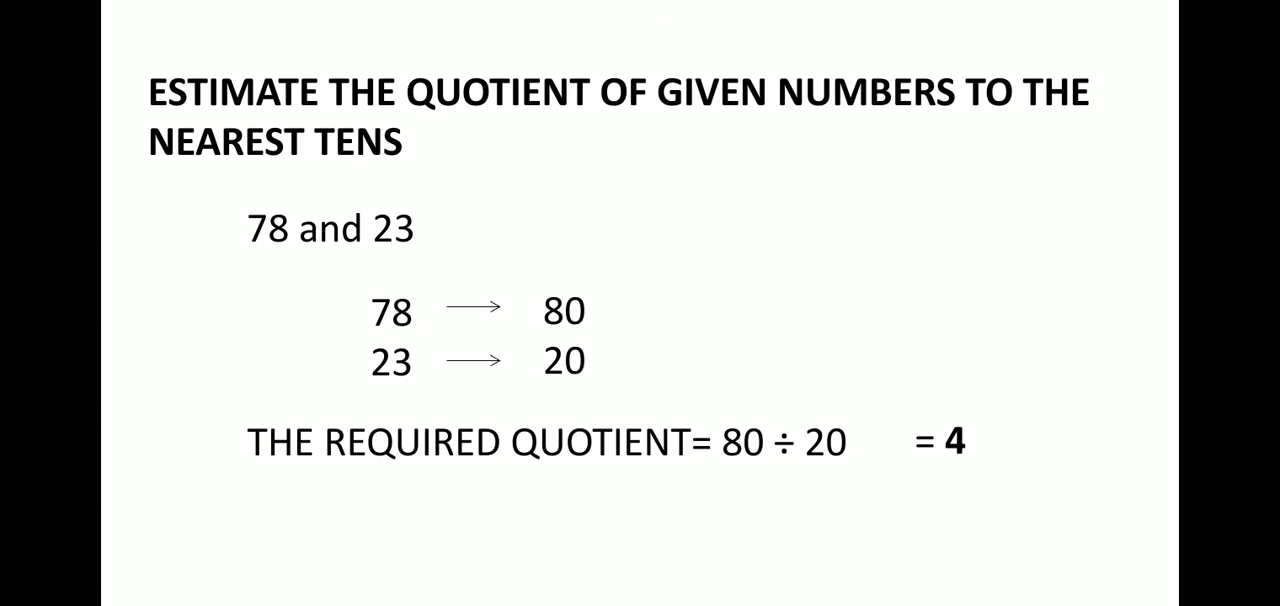 ESTIMATE THE QUOTIENT OF GIVEN NUMBERS TO THE
NEAREST TENS
78 and 23
78 → 80
23 → 20
THE REQUIRED QUOTIENT= 80 ÷ 20 = 4